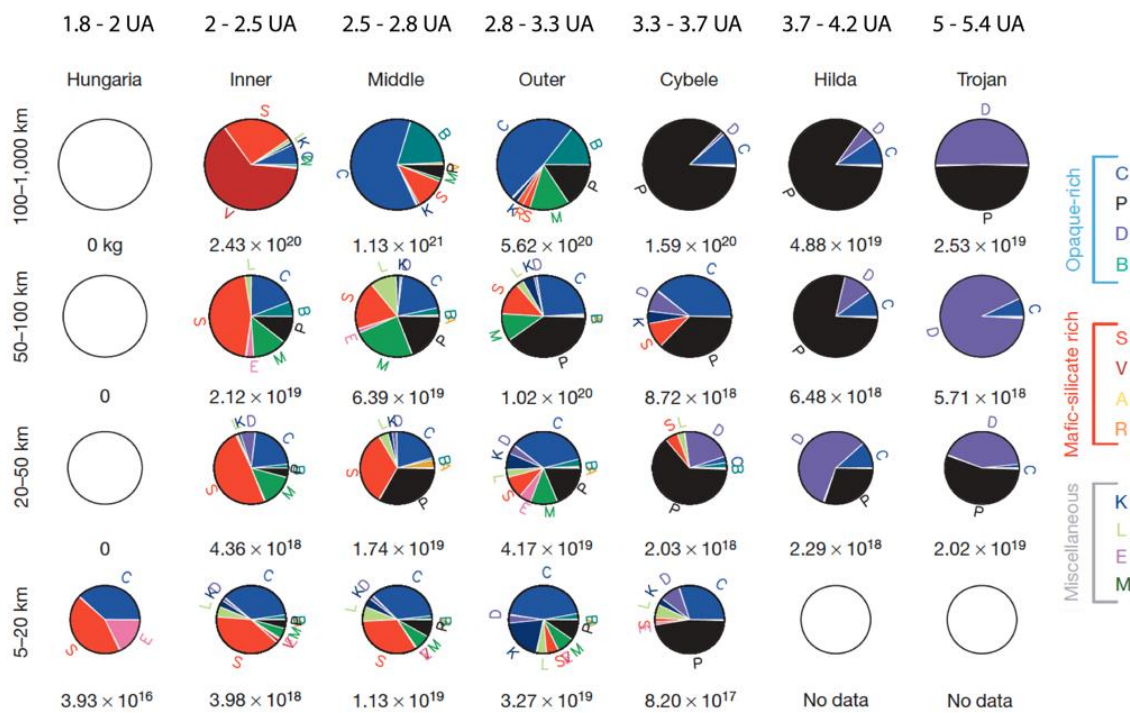 1.8 - 2 UA 2 - 2.5 UA 2.5 - 2.8 UA 2.8 - 3.3 UA 3.3 - 3.7 UA 3.7 - 4.2 UA 5 - 5.4 UA
Hungaria Inner Middle Outer Cybele Hilda Trojan
100–1,000 km
S L K V
C B P M S K
C B P M S R K
D C P
D C P
D P
0 kg 2.43 × 10²⁰ 1.13 × 10²¹ 5.62 × 10²⁰ 1.59 × 10²⁰ 4.88 × 10¹⁹ 2.53 × 10¹⁹
50–100 km
L C B P M E S
L K D C B P M E S
L K D C B P M S
D C K S P
D C P
C D
0 2.12 × 10¹⁹ 6.39 × 10¹⁹ 1.02 × 10²⁰ 8.72 × 10¹⁸ 6.48 × 10¹⁸ 5.71 × 10¹⁸
20–50 km
K D C B M S
L K D C B P S
D K L S E M P B C
S L D C B P
D C P
D C P
0 4.36 × 10¹⁸ 1.74 × 10¹⁹ 4.17 × 10¹⁹ 2.03 × 10¹⁸ 2.29 × 10¹⁸ 2.02 × 10¹⁹
5–20 km
C S E
L K D C B P M S
L K D C B P M S
C D K L S M P B
K D C L P
3.93 × 10¹⁶ 3.98 × 10¹⁸ 1.13 × 10¹⁹ 3.27 × 10¹⁹ 8.20 × 10¹⁷ No data No data
Opaque-rich
C
P
D
B
Mafic-silicate rich
S
V
A
R
Miscellaneous
K
L
E
M